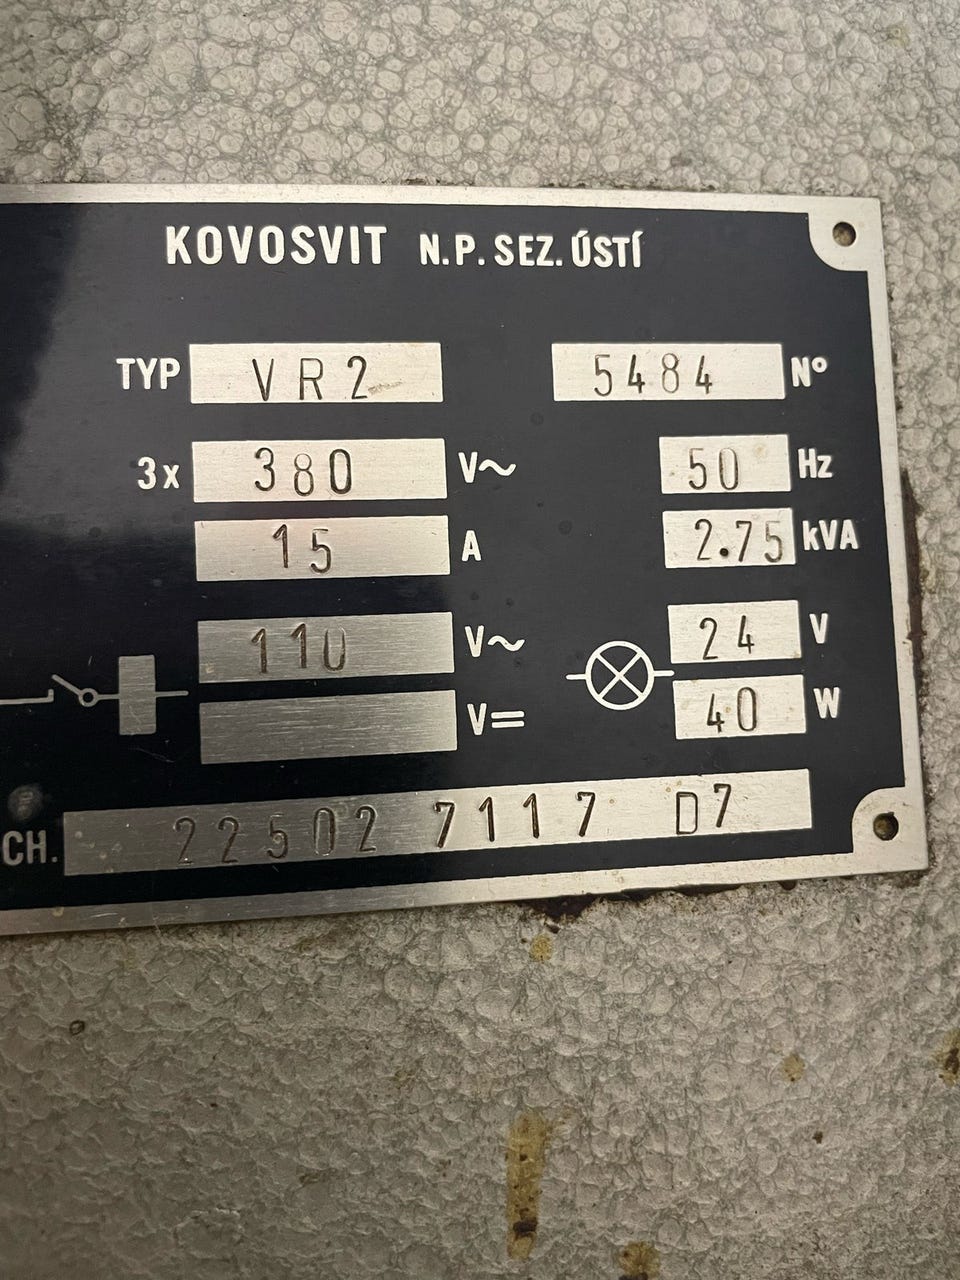 KOVOSVIT N.P. SEZ. ÚSTÍ
TYP VR2 5484 Nº
3x 380 V~ 50 Hz
15 A 2.75 kVA
110 V~ 24 V
V= 40 W
CH. 22502 7117 D7